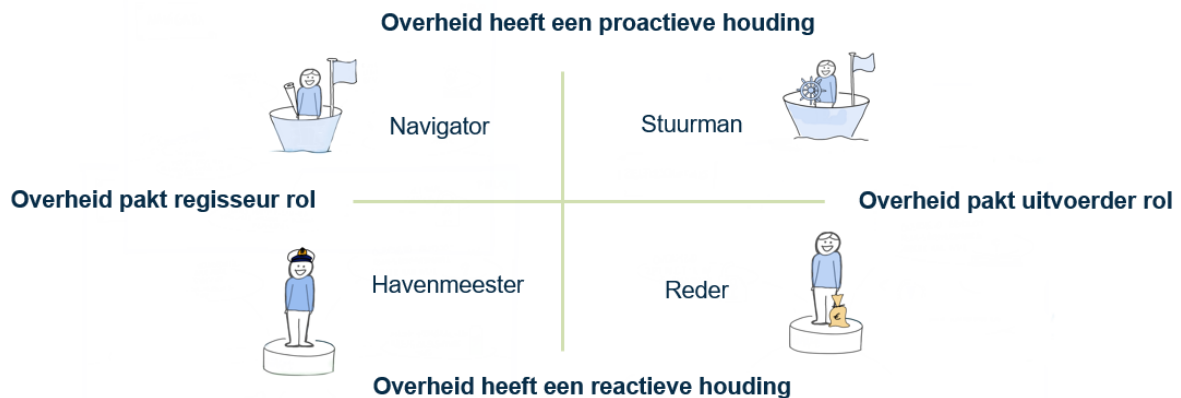 Overheid heeft een proactieve houding
Navigator
Stuurman
Overheid pakt regisseur rol
Overheid pakt uitvoerder rol
Havenmeester
Reder
€
Overheid heeft een reactieve houding